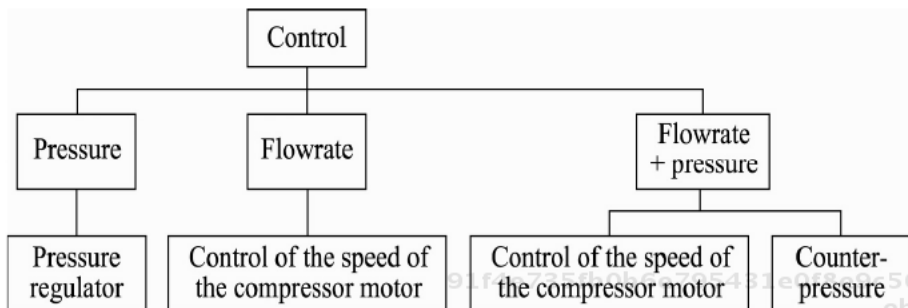 Control
Pressure
Flowrate
Flowrate
+ pressure
Pressure
regulator
Control of the speed of
the compressor motor
Control of the speed of
the compressor motor
Counter-
pressure